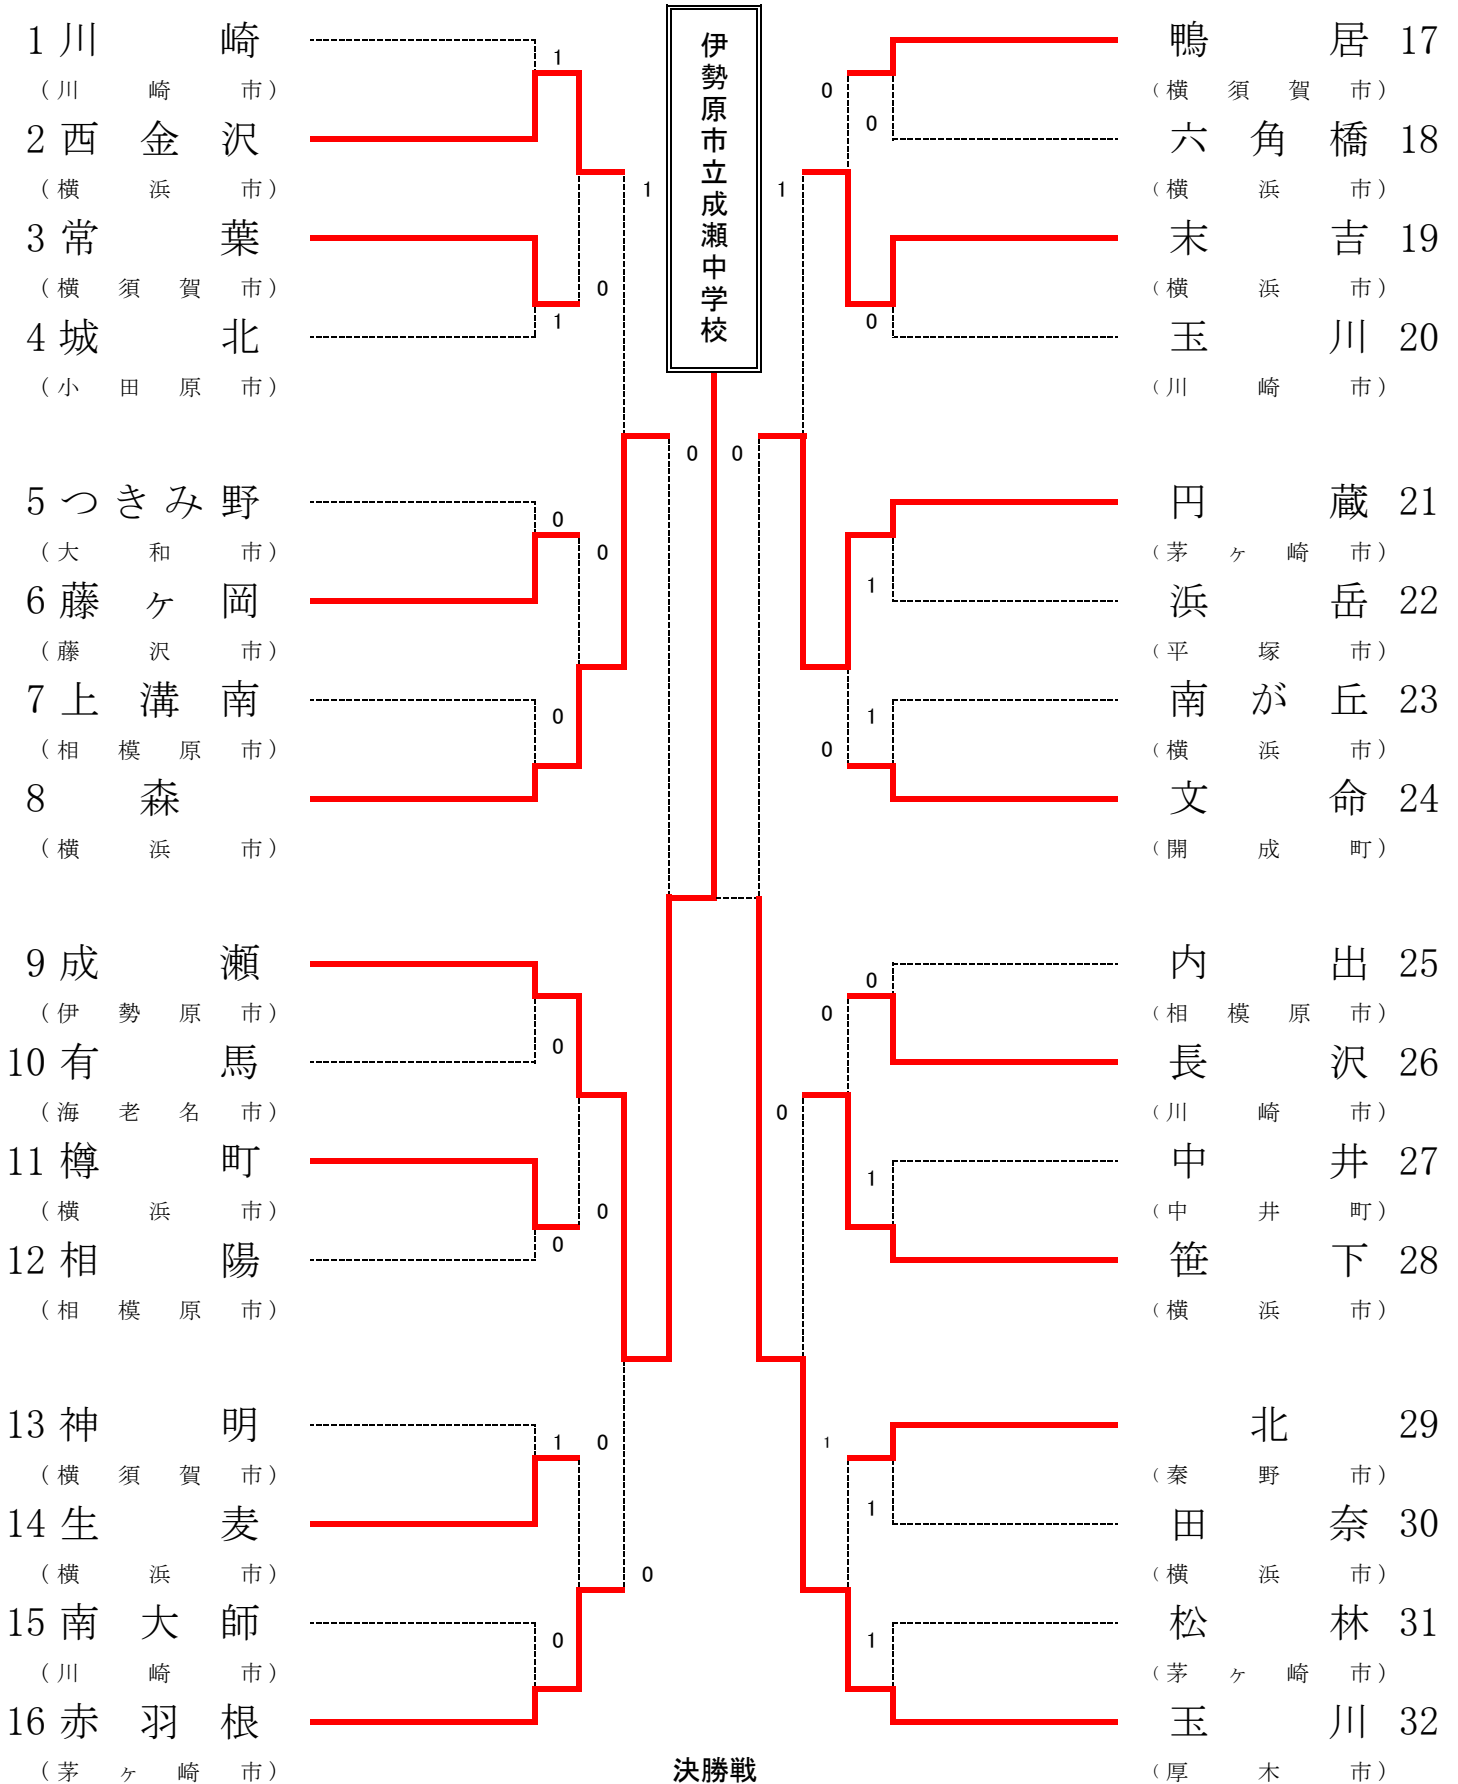 伊勢原市立成瀬中学校
1 川崎
（川崎市）
1
2 西金沢
（横浜市）
1
3 常葉
（横須賀市）
0
4 城北
1
（小田原市）
0
5 つきみ野
0
（大和市）
0
6 藤ヶ岡
（藤沢市）
7 上溝南
0
（相模原市）
8 森
（横浜市）
9 成瀬
（伊勢原市）
10 有馬
0
（海老名市）
11 樽町
（横浜市）
0
12 相陽
0
（相模原市）
13 神明
1
0
（横須賀市）
14 生麦
（横浜市）
0
15 南大師
0
（川崎市）
16 赤羽根
（茅ヶ崎市）
鴨居 17
（横須賀市）
0
六角橋 18
0
（横浜市）
1
末吉 19
（横浜市）
玉川 20
0
（川崎市）
0
円蔵 21
（茅ヶ崎市）
浜岳 22
1
（平塚市）
南が丘 23
1
（横浜市）
0
文命 24
（開成町）
内出 25
0
（相模原市）
0
長沢 26
（川崎市）
0
中井 27
1
（中井町）
笹下 28
（横浜市）
北 29
1
（秦野市）
田奈 30
1
（横浜市）
松林 31
1
（茅ヶ崎市）
玉川 32
（厚木市）
決勝戦